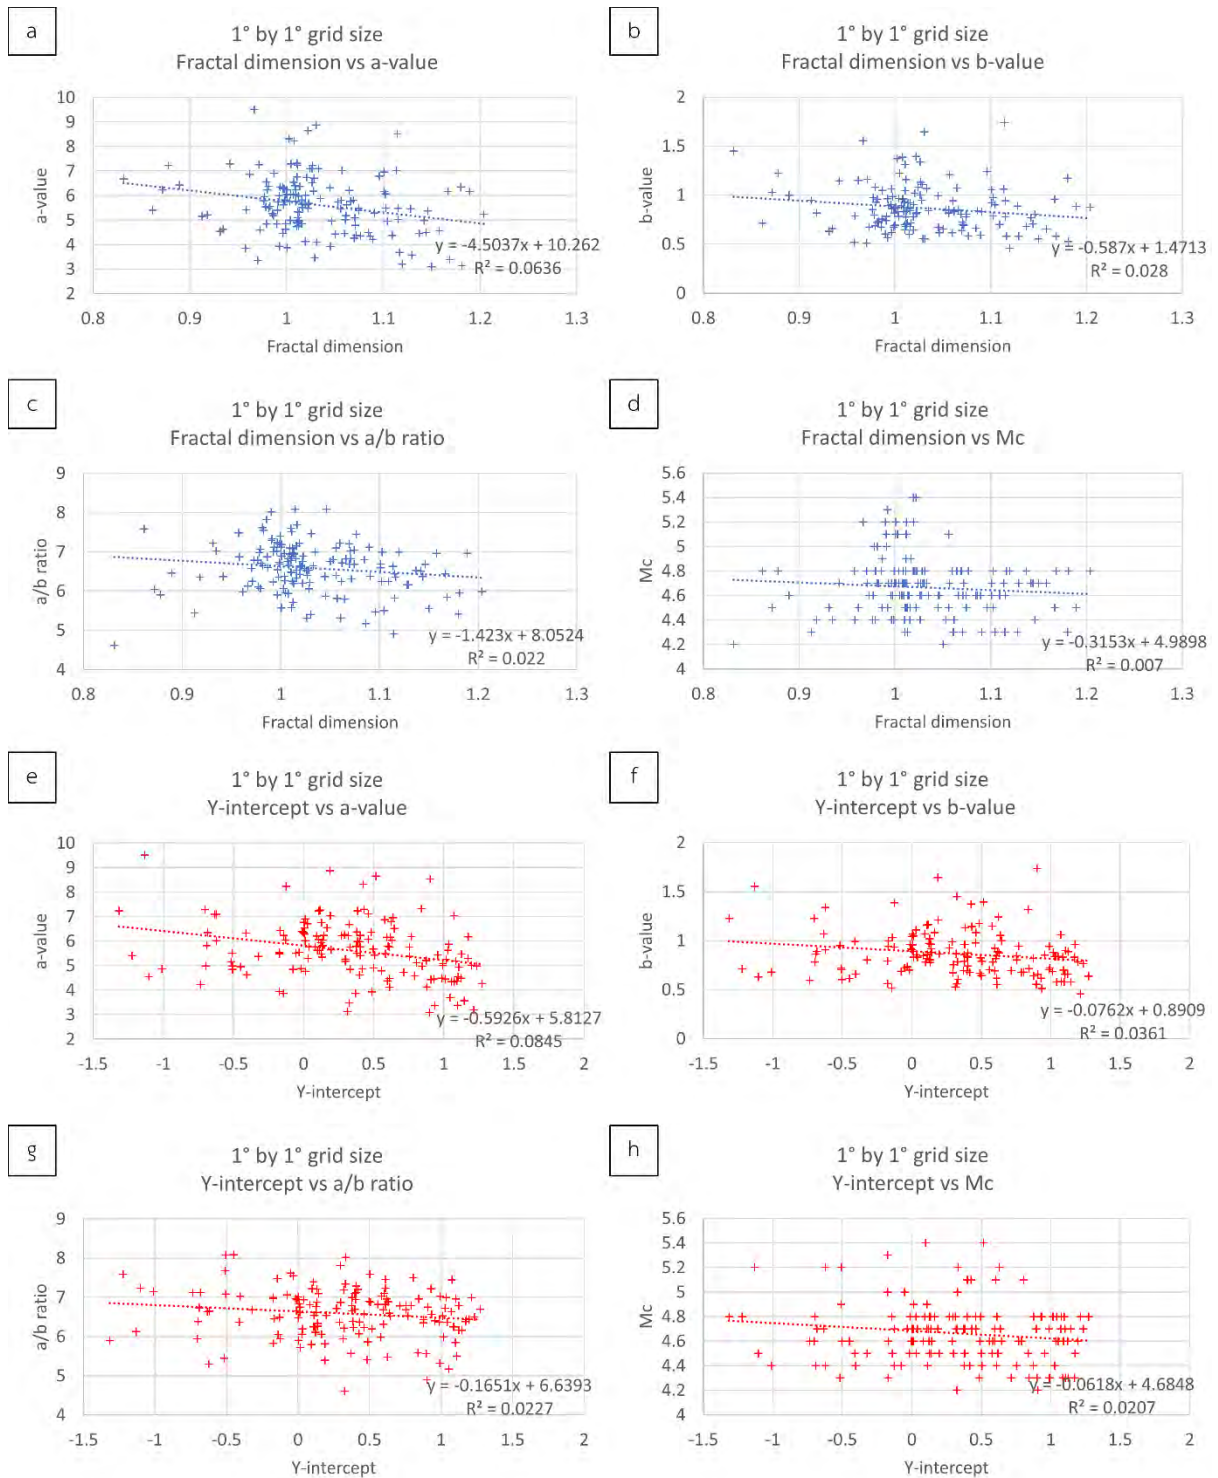 a
1° by 1° grid size
Fractal dimension vs a-value
a-value
10
9
8
7
6
5
4
3
2
y = -4.5037x + 10.262
R² = 0.0636
0.8 0.9 1 1.1 1.2 1.3
Fractal dimension
b
1° by 1° grid size
Fractal dimension vs b-value
b-value
2
1.5
1
0.5
0
y = -0.587x + 1.4713
R² = 0.028
0.8 0.9 1 1.1 1.2 1.3
Fractal dimension
c
1° by 1° grid size
Fractal dimension vs a/b ratio
a/b ratio
9
8
7
6
5
4
y = -1.423x + 8.0524
R² = 0.022
0.8 0.9 1 1.1 1.2 1.3
Fractal dimension
d
1° by 1° grid size
Fractal dimension vs Mc
Mc
5.6
5.4
5.2
5
4.8
4.6
4.4
4.2
4
y = -0.3153x + 4.9898
R² = 0.007
0.8 0.9 1 1.1 1.2 1.3
Fractal dimension
e
1° by 1° grid size
Y-intercept vs a-value
a-value
10
9
8
7
6
5
4
3
2
y = -0.5926x + 5.8127
R² = 0.0845
-1.5 -1 -0.5 0 0.5 1 1.5 2
Y-intercept
f
1° by 1° grid size
Y-intercept vs b-value
b-value
2
1.5
1
0.5
0
y = -0.0762x + 0.8909
R² = 0.0361
-1.5 -1 -0.5 0 0.5 1 1.5 2
Y-intercept
g
1° by 1° grid size
Y-intercept vs a/b ratio
a/b ratio
9
8
7
6
5
4
y = -0.1651x + 6.6393
R² = 0.0227
-1.5 -1 -0.5 0 0.5 1 1.5 2
Y-intercept
h
1° by 1° grid size
Y-intercept vs Mc
Mc
5.6
5.4
5.2
5
4.8
4.6
4.4
4.2
4
y = -0.0618x + 4.6848
R² = 0.0207
-1.5 -1 -0.5 0 0.5 1 1.5 2
Y-intercept